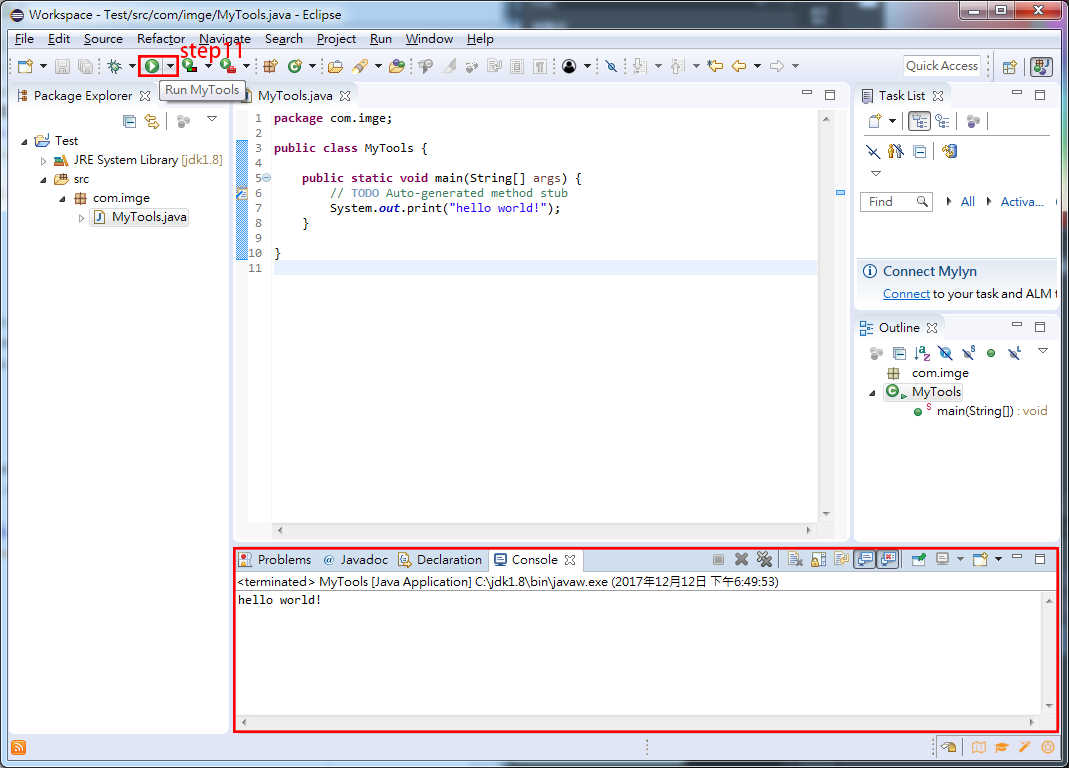 Workspace - Test/src/com/imge/MyTools.java - Eclipse
File Edit Source Refactor Navigate Search Project Run Window Help
step11
Quick Access
Run MyTools
Package Explorer
MyTools.java
Task List
Test
JRE System Library [jdk1.8]
src
com.imge
MyTools.java
1 package com.imge;
2
3 public class MyTools {
4
5 public static void main(String[] args) {
6 // TODO Auto-generated method stub
7 System.out.print("hello world!");
8 }
9
10 }
11
Find All Activa...
Connect Mylyn
Connect to your task and ALM t
Outline
com.imge
MyTools
main(String[]) : void
Problems @ Javadoc Declaration Console
<terminated> MyTools [Java Application] C:\jdk1.8\bin\javaw.exe (2017年12月12日 下午6:49:53)
hello world!